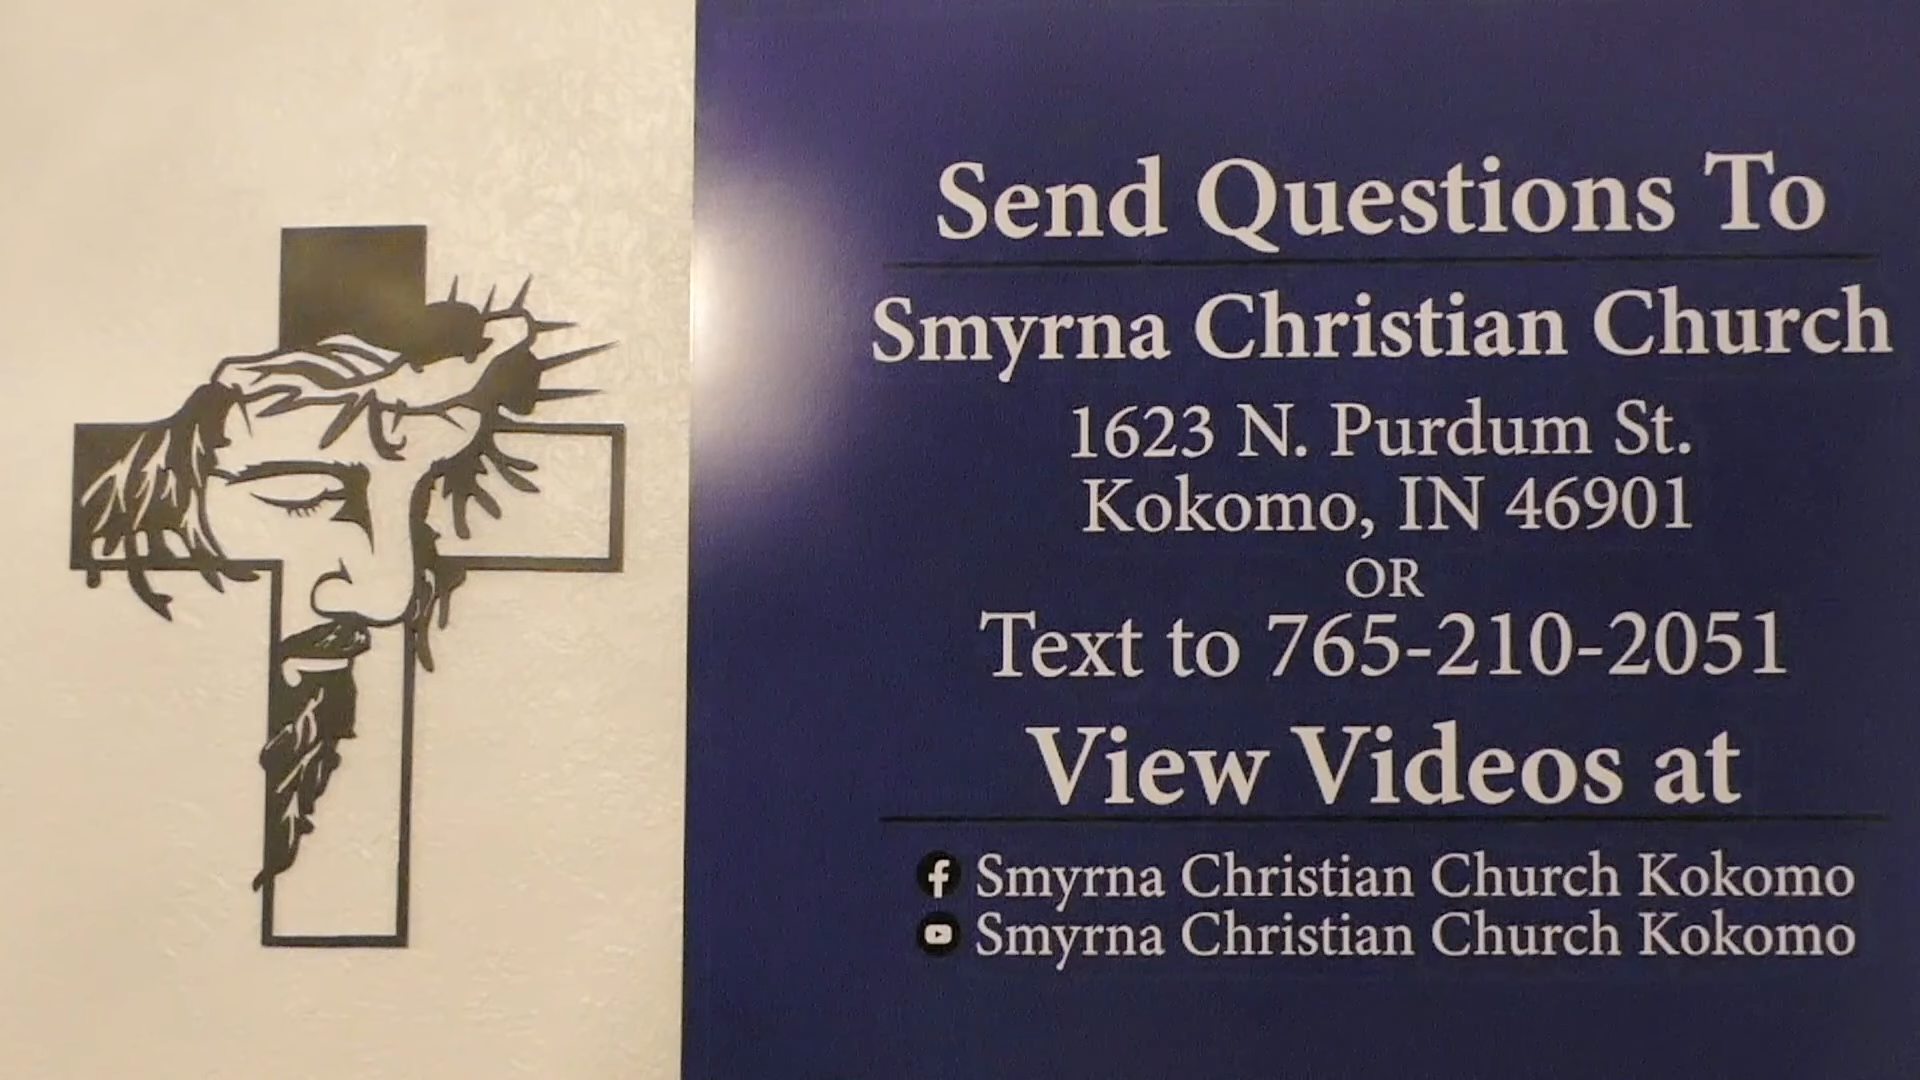 Send Questions To
Smyrna Christian Church
1623 N. Purdum St.
Kokomo, IN 46901
OR
Text to 765-210-2051
View Videos at
Smyrna Christian Church Kokomo
Smyrna Christian Church Kokomo